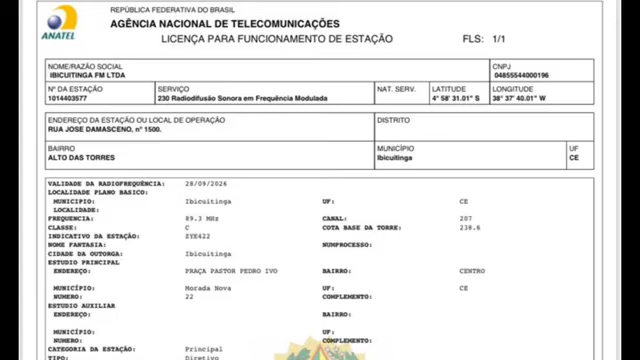 REPÚBLICA FEDERATIVA DO BRASIL
AGÊNCIA NACIONAL DE TELECOMUNICAÇÕES
LICENÇA PARA FUNCIONAMENTO DE ESTAÇÃO FLS: 1/1
ANATEL
NOME/RAZÃO SOCIAL CNPJ
IBICUITINGA FM LTDA 04855544000196
N° DA ESTAÇÃO SERVIÇO NAT. SERV. LATITUDE LONGITUDE
1014403577 230 Radiodifusão Sonora em Frequência Modulada 4° 58' 31.01" S 38° 37' 40.01" W
ENDEREÇO DA ESTAÇÃO OU LOCAL DE OPERAÇÃO DISTRITO
RUA JOSE DAMASCENO, n° 1500.
BAIRRO MUNICÍPIO UF
ALTO DAS TORRES Ibicuitinga CE
VALIDADE DA RADIOFREQUÊNCIA: 28/09/2026
LOCALIDADE PLANO BASICO:
MUNICÍPIO: Ibicuitinga UF: CE
LOCALIDADE:
FREQUENCIA: 89.3 MHz CANAL: 207
CLASSE: C COTA BASE DA TORRE: 238.6
INDICATIVO DA ESTAÇÃO: ZYE422
NOME FANTASIA: NUMPROCESSO:
CIDADE DA OUTORGA: Ibicuitinga
ESTUDIO PRINCIPAL
ENDEREÇO: PRAÇA PASTOR PEDRO IVO BAIRRO: CENTRO
MUNICÍPIO: Morada Nova UF: CE
NUMERO: 22 COMPLEMENTO:
ESTUDIO AUXILIAR
ENDEREÇO: BAIRRO:
MUNICÍPIO: UF:
NUMERO: COMPLEMENTO:
CATEGORIA DA ESTAÇÃO: Principal
TIPO: Diretivo